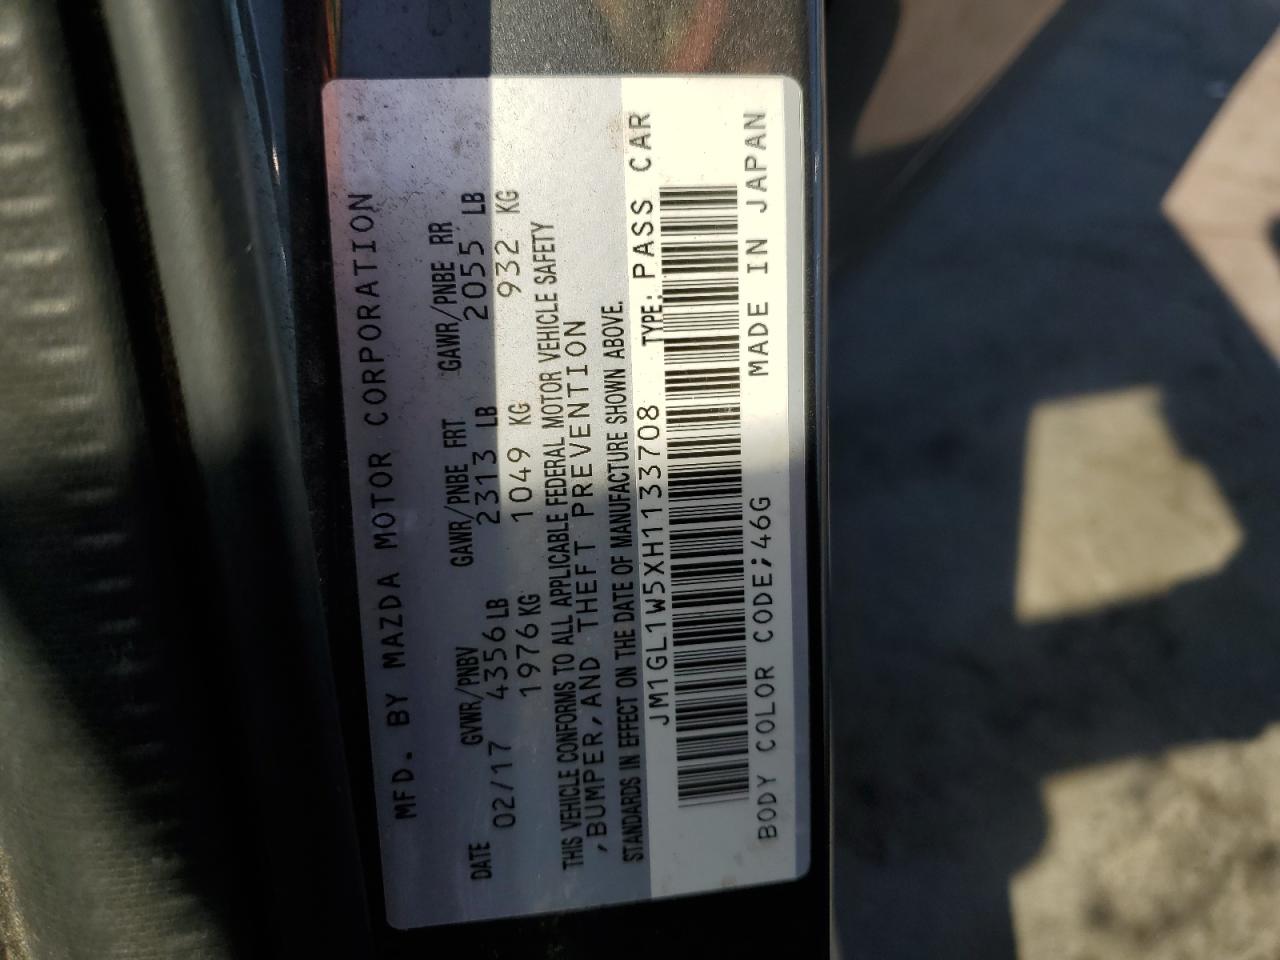 MFD. BY MAZDA MOTOR CORPORATION
DATE GVWR/PNBV GAWR/PNBE FRT GAWR/PNBE RR
02/17 4356 LB 2313 LB 2055 LB
1976 KG 1049 KG 932 KG
THIS VEHICLE CONFORMS TO ALL APPLICABLE FEDERAL MOTOR VEHICLE SAFETY
,BUMPER,AND THEFT PREVENTION
STANDARDS IN EFFECT ON THE DATE OF MANUFACTURE SHOWN ABOVE.
JM1GL1W5XH1133708 TYPE: PASS CAR
BODY COLOR CODE;46G MADE IN JAPAN